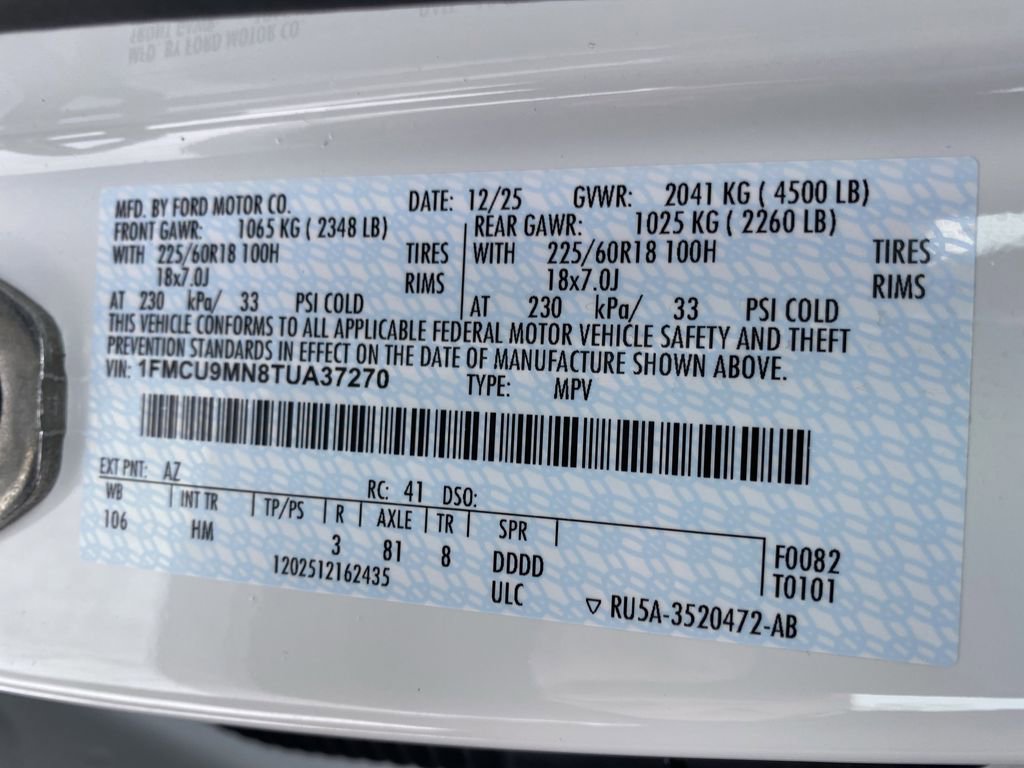 MFD. BY FORD MOTOR CO. DATE: 12/25 GVWR: 2041 KG ( 4500 LB)
FRONT GAWR: 1065 KG ( 2348 LB) REAR GAWR: 1025 KG ( 2260 LB)
WITH 225/60R18 100H TIRES WITH 225/60R18 100H TIRES
18x7.0J RIMS 18x7.0J RIMS
AT 230 kPa/ 33 PSI COLD AT 230 kPa/ 33 PSI COLD
THIS VEHICLE CONFORMS TO ALL APPLICABLE FEDERAL MOTOR VEHICLE SAFETY AND THEFT
PREVENTION STANDARDS IN EFFECT ON THE DATE OF MANUFACTURE SHOWN ABOVE.
VIN: 1FMCU9MN8TUA37270 TYPE: MPV
EXT PNT: AZ RC: 41 DSO:
WB INT TR TP/PS R AXLE TR SPR
106 HM 3 81 8 DDDD F0082
1202512162435 ULC T0101
▽ RU5A-3520472-AB